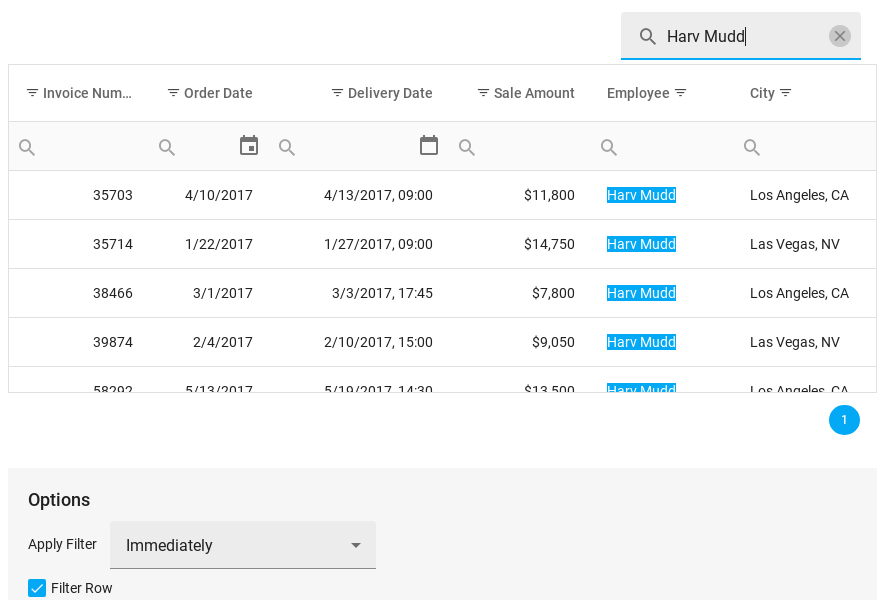 Harv Mudd
Invoice Num... Order Date Delivery Date Sale Amount Employee City
35703 4/10/2017 4/13/2017, 09:00 $11,800 Harv Mudd Los Angeles, CA
35714 1/22/2017 1/27/2017, 09:00 $14,750 Harv Mudd Las Vegas, NV
38466 3/1/2017 3/3/2017, 17:45 $7,800 Harv Mudd Los Angeles, CA
39874 2/4/2017 2/10/2017, 15:00 $9,050 Harv Mudd Las Vegas, NV
58292 5/13/2017 5/19/2017, 14:30 $13,500 Harv Mudd Los Angeles, CA
1
Options
Apply Filter Immediately
Filter Row